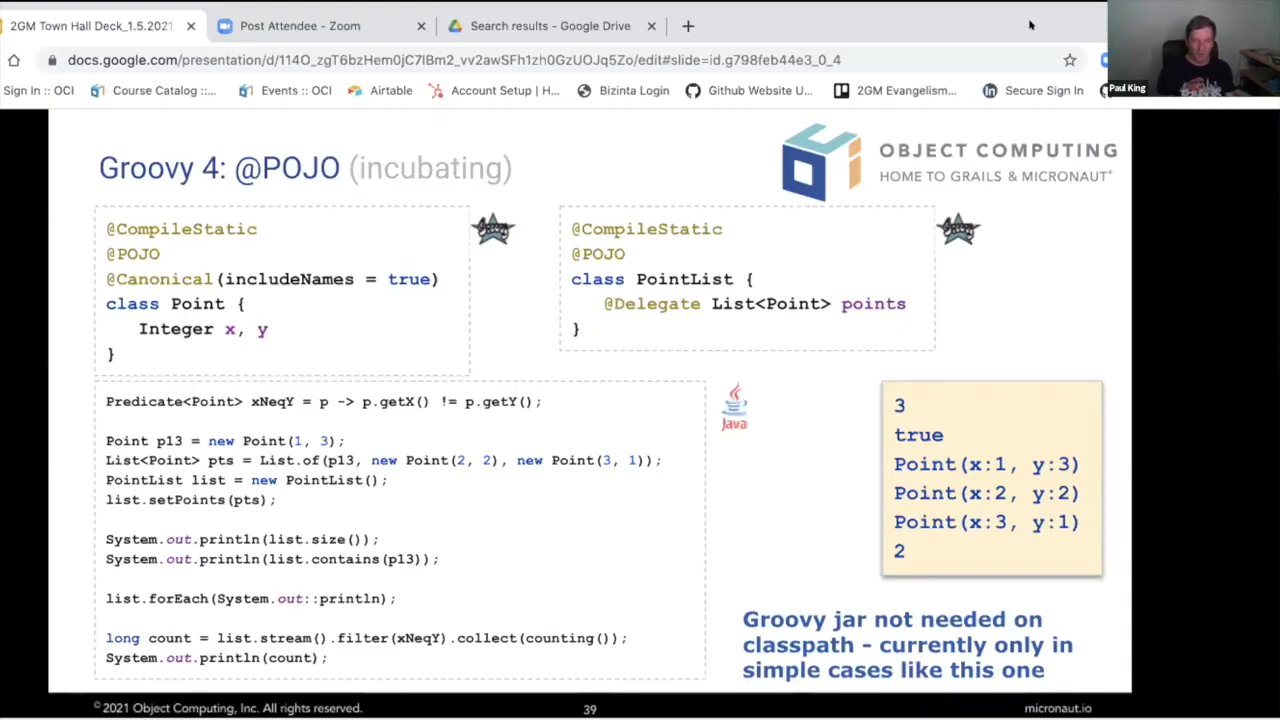 2GM Town Hall Deck_1.5.2021
Post Attendee - Zoom
Search results - Google Drive
docs.google.com/presentation/d/114O_zgT6bzHem0jC7lBm2_vv2awSFh1zh0GzUOJq5Zo/edit#slide=id.g798feb44e3_0_4
Sign In :: OCI
Course Catalog ::...
Events :: OCI
Airtable
Account Setup | H...
Bizinta Login
Github Website U...
2GM Evangelism...
Secure Sign In
Paul King
Groovy 4: @POJO (incubating)
OBJECT COMPUTING
HOME TO GRAILS & MICRONAUT®
@CompileStatic
@POJO
@Canonical(includeNames = true)
class Point {
Integer x, y
}
Groovy
@CompileStatic
@POJO
class PointList {
@Delegate List<Point> points
}
Groovy
Predicate<Point> xNeqY = p -> p.getX() != p.getY();
Point p13 = new Point(1, 3);
List<Point> pts = List.of(p13, new Point(2, 2), new Point(3, 1));
PointList list = new PointList();
list.setPoints(pts);
System.out.println(list.size());
System.out.println(list.contains(p13));
list.forEach(System.out::println);
long count = list.stream().filter(xNeqY).collect(counting());
System.out.println(count);
Java
3
true
Point(x:1, y:3)
Point(x:2, y:2)
Point(x:3, y:1)
2
Groovy jar not needed on
classpath - currently only in
simple cases like this one
©2021 Object Computing, Inc. All rights reserved.
39
micronaut.io